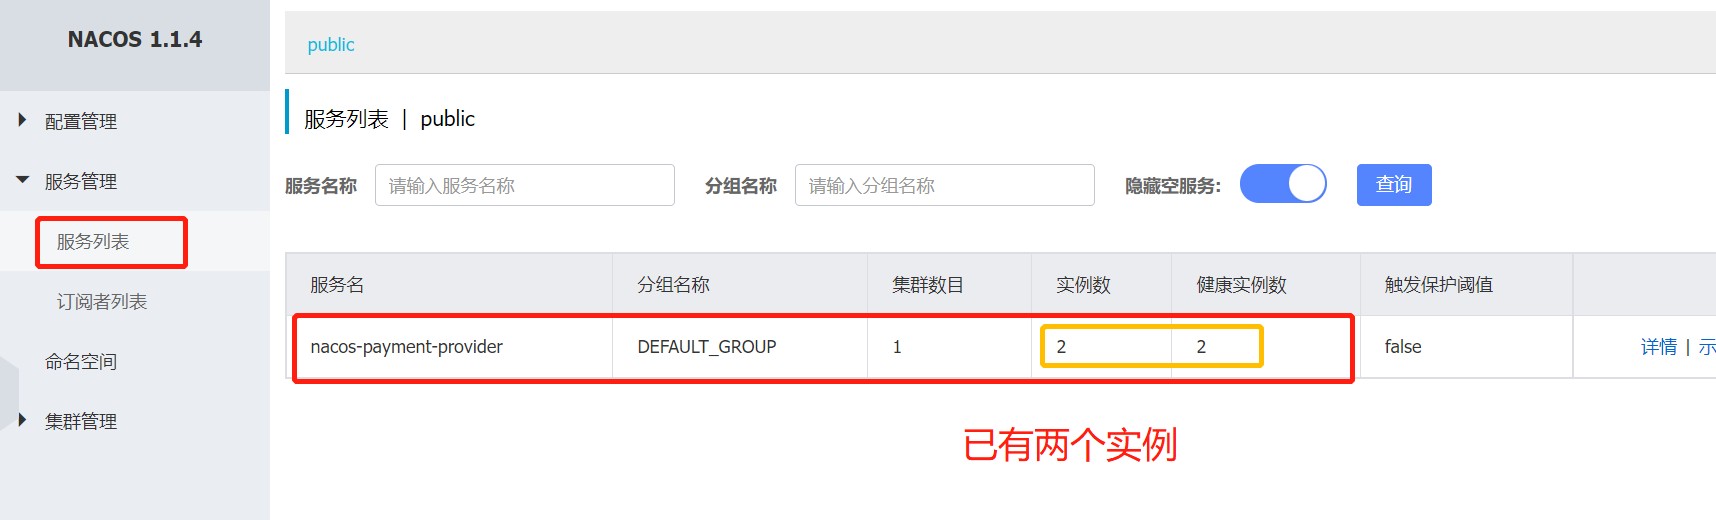 NACOS 1.1.4
public
配置管理
服务管理
服务列表
订阅者列表
命名空间
集群管理
服务列表 | public
服务名称 请输入服务名称 分组名称 请输入分组名称 隐藏空服务: 查询
服务名 分组名称 集群数目 实例数 健康实例数 触发保护阈值
nacos-payment-provider DEFAULT_GROUP 1 2 2 false 详情 | 示
已有两个实例